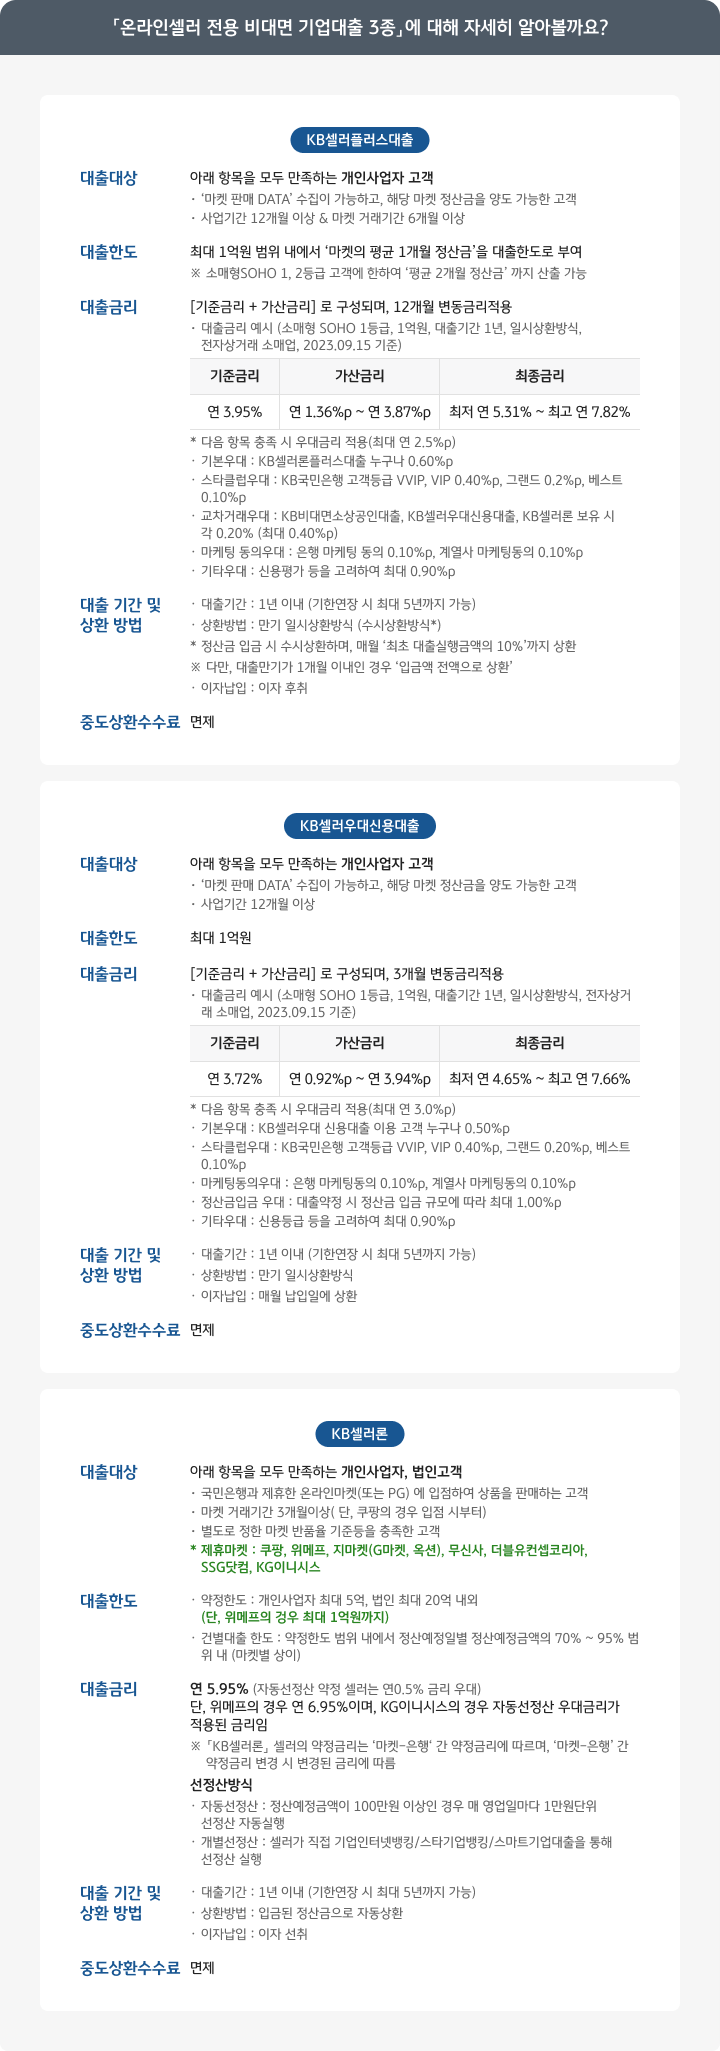 「온라인셀러 전용 비대면 기업대출 3종」에 대해 자세히 알아볼까요?
KB셀러플러스대출
대출대상
아래 항목을 모두 만족하는 개인사업자 고객
· ‘마켓 판매 DATA’ 수집이 가능하고, 해당 마켓 정산금을 양도 가능한 고객
· 사업기간 12개월 이상 & 마켓 거래기간 6개월 이상
대출한도
최대 1억원 범위 내에서 ‘마켓의 평균 1개월 정산금’을 대출한도로 부여
※ 소매형SOHO 1, 2등급 고객에 한하여 ‘평균 2개월 정산금’ 까지 산출 가능
대출금리
[기준금리 + 가산금리] 로 구성되며, 12개월 변동금리적용
· 대출금리 예시 (소매형 SOHO 1등급, 1억원, 대출기간 1년, 일시상환방식,
전자상거래 소매업, 2023.09.15 기준)
기준금리 가산금리 최종금리
연 3.95% 연 1.36%p ~ 연 3.87%p 최저 연 5.31% ~ 최고 연 7.82%
* 다음 항목 충족 시 우대금리 적용(최대 연 2.5%p)
· 기본우대 : KB셀러론플러스대출 누구나 0.60%p
· 스타클럽우대 : KB국민은행 고객등급 VVIP, VIP 0.40%p, 그랜드 0.2%p, 베스트
0.10%p
· 교차거래우대 : KB비대면소상공인대출, KB셀러우대신용대출, KB셀러론 보유 시
각 0.20% (최대 0.40%p)
· 마케팅 동의우대 : 은행 마케팅 동의 0.10%p, 계열사 마케팅동의 0.10%p
· 기타우대 : 신용평가 등을 고려하여 최대 0.90%p
대출 기간 및
상환 방법
· 대출기간 : 1년 이내 (기한연장 시 최대 5년까지 가능)
· 상환방법 : 만기 일시상환방식 (수시상환방식*)
* 정산금 입금 시 수시상환하며, 매월 ‘최초 대출실행금액의 10%’까지 상환
※ 다만, 대출만기가 1개월 이내인 경우 ‘입금액 전액으로 상환’
· 이자납입 : 이자 후취
중도상환수수료 면제
KB셀러우대신용대출
대출대상
아래 항목을 모두 만족하는 개인사업자 고객
· ‘마켓 판매 DATA’ 수집이 가능하고, 해당 마켓 정산금을 양도 가능한 고객
· 사업기간 12개월 이상
대출한도
최대 1억원
대출금리
[기준금리 + 가산금리] 로 구성되며, 3개월 변동금리적용
· 대출금리 예시 (소매형 SOHO 1등급, 1억원, 대출기간 1년, 일시상환방식, 전자상거
래 소매업, 2023.09.15 기준)
기준금리 가산금리 최종금리
연 3.72% 연 0.92%p ~ 연 3.94%p 최저 연 4.65% ~ 최고 연 7.66%
* 다음 항목 충족 시 우대금리 적용(최대 연 3.0%p)
· 기본우대 : KB셀러우대 신용대출 이용 고객 누구나 0.50%p
· 스타클럽우대 : KB국민은행 고객등급 VVIP, VIP 0.40%p, 그랜드 0.20%p, 베스트
0.10%p
· 마케팅동의우대 : 은행 마케팅동의 0.10%p, 계열사 마케팅동의 0.10%p
· 정산금입금 우대 : 대출약정 시 정산금 입금 규모에 따라 최대 1.00%p
· 기타우대 : 신용등급 등을 고려하여 최대 0.90%p
대출 기간 및
상환 방법
· 대출기간 : 1년 이내 (기한연장 시 최대 5년까지 가능)
· 상환방법 : 만기 일시상환방식
· 이자납입 : 매월 납입일에 상환
중도상환수수료 면제
KB셀러론
대출대상
아래 항목을 모두 만족하는 개인사업자, 법인고객
· 국민은행과 제휴한 온라인마켓(또는 PG) 에 입점하여 상품을 판매하는 고객
· 마켓 거래기간 3개월이상( 단, 쿠팡의 경우 입점 시부터)
· 별도로 정한 마켓 반품율 기준등을 충족한 고객
* 제휴마켓 : 쿠팡, 위메프, 지마켓(G마켓, 옥션), 무신사, 더블유컨셉코리아,
SSG닷컴, KG이니시스
대출한도
· 약정한도 : 개인사업자 최대 5억, 법인 최대 20억 내외
(단, 위메프의 겅우 최대 1억원까지)
· 건별대출 한도 : 약정한도 범위 내에서 정산예정일별 정산예정금액의 70% ~ 95% 범
위 내 (마켓별 상이)
대출금리
연 5.95% (자동선정산 약정 셀러는 연0.5% 금리 우대)
단, 위메프의 경우 연 6.95%이며, KG이니시스의 경우 자동선정산 우대금리가
적용된 금리임
※ 「KB셀러론」 셀러의 약정금리는 ‘마켓-은행‘ 간 약정금리에 따르며, ‘마켓-은행’ 간
약정금리 변경 시 변경된 금리에 따름
선정산방식
· 자동선정산 : 정산예정금액이 100만원 이상인 경우 매 영업일마다 1만원단위
선정산 자동실행
· 개별선정산 : 셀러가 직접 기업인터넷뱅킹/스타기업뱅킹/스마트기업대출을 통해
선정산 실행
대출 기간 및
상환 방법
· 대출기간 : 1년 이내 (기한연장 시 최대 5년까지 가능)
· 상환방법 : 입금된 정산금으로 자동상환
· 이자납입 : 이자 선취
중도상환수수료 면제